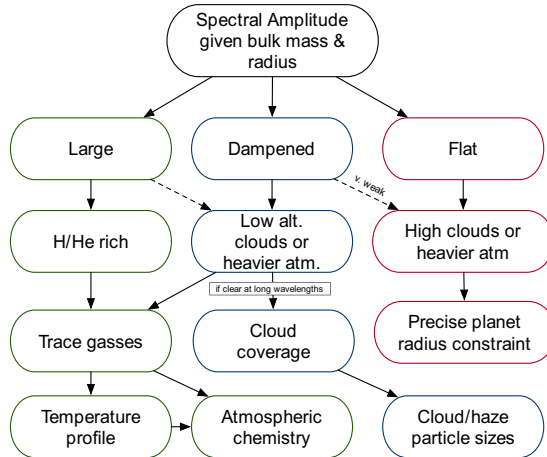 Spectral Amplitude
given bulk mass &
radius
Large
Dampened
Flat
v. weak
H/He rich
Low alt.
clouds or
heavier atm.
High clouds or
heavier atm
if clear at long wavelengths
Trace gasses
Cloud
coverage
Precise planet
radius constraint
Temperature
profile
Atmospheric
chemistry
Cloud/haze
particle sizes